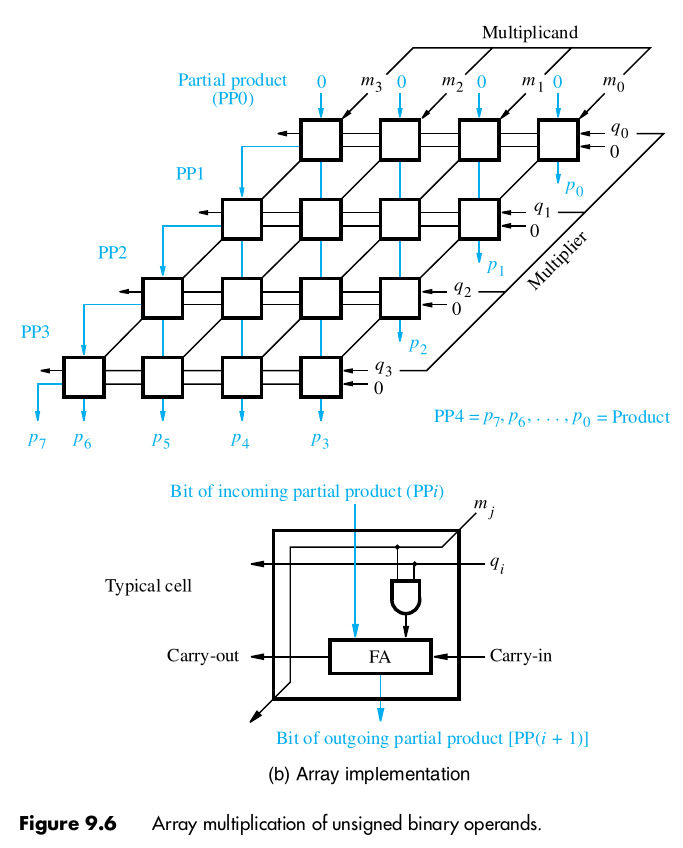 Multiplicand
Partial product 0 m3 0 m2 0 m1 0 m0
(PP0)
q0
0
PP1
p0
q1
0
PP2
p1
Multiplier
q2
0
PP3
p2
q3
0
PP4 = p7, p6, . . . , p0 = Product
p7 p6 p5 p4 p3
Bit of incoming partial product (PPi)
mj
qi
Typical cell
Carry-out FA Carry-in
Bit of outgoing partial product [PP(i + 1)]
(b) Array implementation
Figure 9.6 Array multiplication of unsigned binary operands.